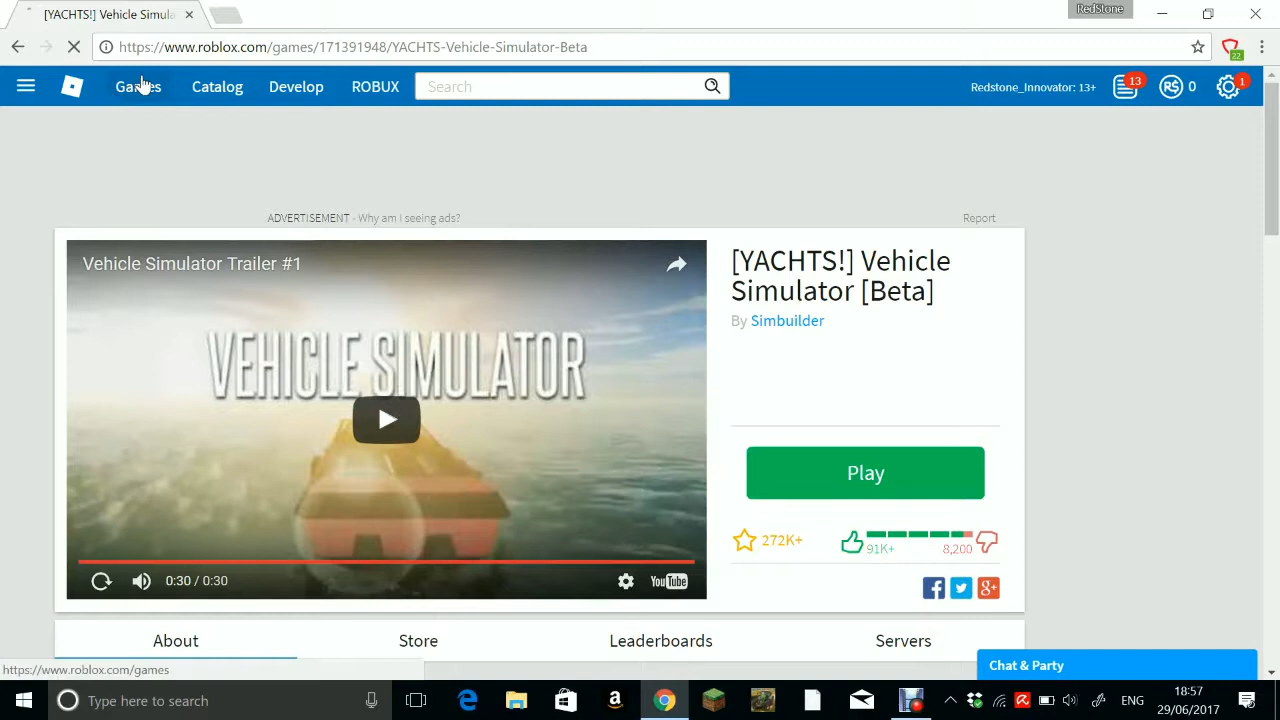 [YACHTS!] Vehicle Simula
RedStone
https://www.roblox.com/games/171391948/YACHTS-Vehicle-Simulator-Beta
22
Games Catalog Develop ROBUX Search Redstone_Innovator: 13+ 13 R$ 0 1
ADVERTISEMENT - Why am I seeing ads? Report
Vehicle Simulator Trailer #1
VEHICLE SIMULATOR
0:30 / 0:30 YouTube
[YACHTS!] Vehicle
Simulator [Beta]
By Simbuilder
Play
272K+ 91K+ 8,200
f g+
About Store Leaderboards Servers
https://www.roblox.com/games
Chat & Party
Type here to search
ENG
18:57
29/06/2017